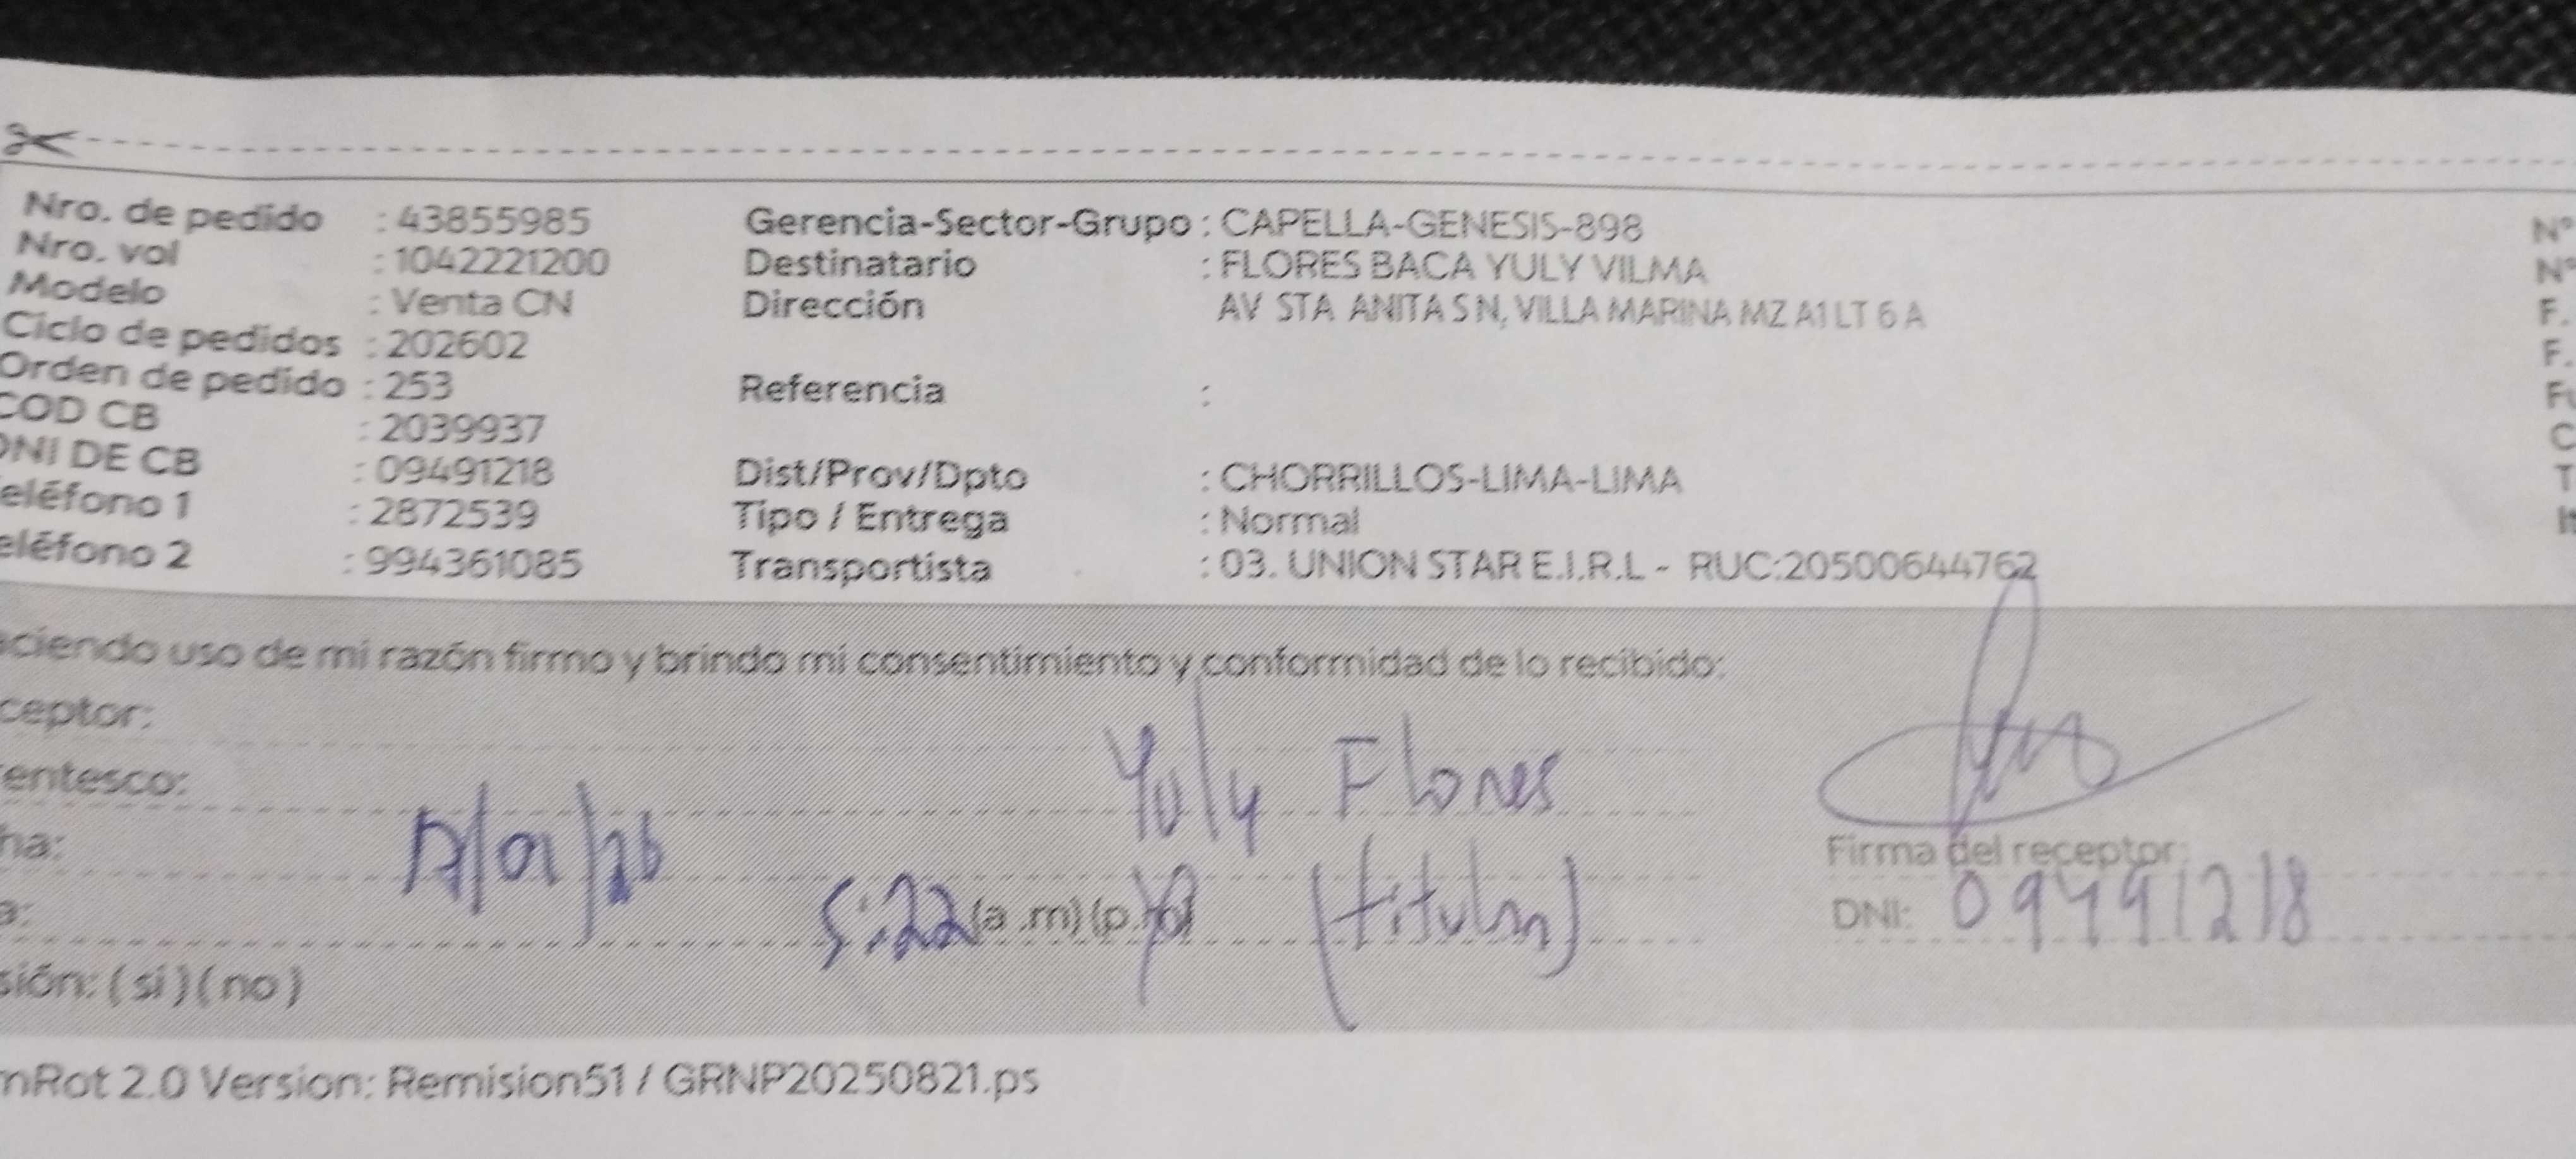 Nro. de pedido : 43855985 Gerencia-Sector-Grupo : CAPELLA-GENESIS-898 N°
Nro. vol : 1042221200 Destinatario : FLORES BACA YULY VILMA N°
Modelo : Venta CN Dirección AV STA ANITA S N, VILLA MARINA MZ A1 LT 6 A F.
Ciclo de pedidos : 202602 F.
Orden de pedido : 253 Referencia :
COD CB : 2039937 C
DNI DE CB : 09491218 Dist/Prov/Dpto : CHORRILLOS-LIMA-LIMA T
eléfono 1 : 2872539 Tipo / Entrega : Normal
eléfono 2 : 994361085 Transportista : 03. UNION STAR E.I.R.L - RUC:20500644762
aciendo uso de mi razón firmo y brindo mi consentimiento y conformidad de lo recibido:
ceptor:
entesco: Yuly Flores
ha: /01/26 Firma del receptor:
a: 5:22 (a .m) (p.m) (titular) DNI: 09491218
sión: ( si ) ( no )
mRot 2.0 Version: Remision51 / GRNP20250821.ps